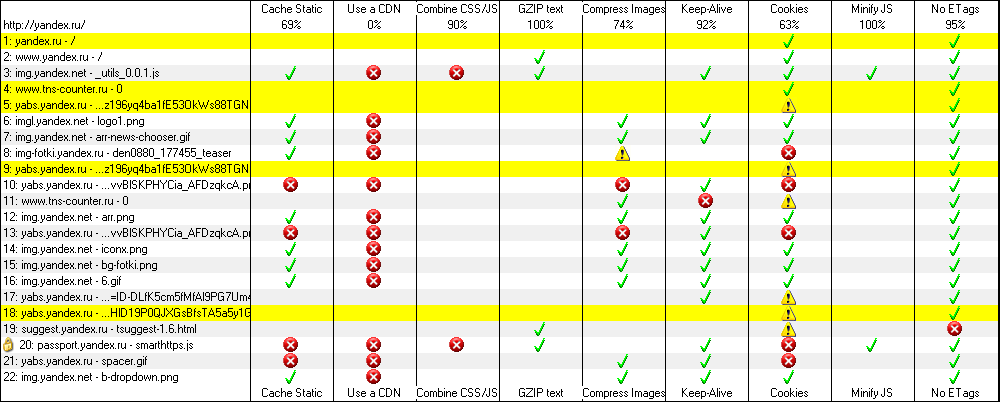 Cache Static Use a CDN Combine CSS/JS GZIP text Compress Images Keep-Alive Cookies Minify JS No ETags
http://yandex.ru/ 69% 0% 90% 100% 74% 92% 63% 100% 95%
1: yandex.ru - /
2: www.yandex.ru - /
3: img.yandex.net - _utils_0.0.1.js
4: www.tns-counter.ru - 0
5: yabs.yandex.ru - ...z196yq4ba1fE53OkWs88TGN
6: imgl.yandex.net - logo1.png
7: img.yandex.net - arr-news-chooser.gif
8: img-fotki.yandex.ru - den0880_177455_teaser
9: yabs.yandex.ru - ...z196yq4ba1fE53OkWs88TGN
10: yabs.yandex.ru - ...vvBlSKPHYCia_AFDzqkcA.pr
11: www.tns-counter.ru - 0
12: img.yandex.net - arr.png
13: yabs.yandex.ru - ...vvBlSKPHYCia_AFDzqkcA.pr
14: img.yandex.net - iconx.png
15: img.yandex.net - bg-fotki.png
16: img.yandex.net - 6.gif
17: yabs.yandex.ru - ...=ID-DLfK5cm5fMfAl9PG7Um4
18: yabs.yandex.ru - ...HID19P0QJXGsBfsTA5a5y1G
19: suggest.yandex.ru - tsuggest-1.6.html
20: passport.yandex.ru - smarthttps.js
21: yabs.yandex.ru - spacer.gif
22: img.yandex.net - b-dropdown.png
Cache Static Use a CDN Combine CSS/JS GZIP text Compress Images Keep-Alive Cookies Minify JS No ETags